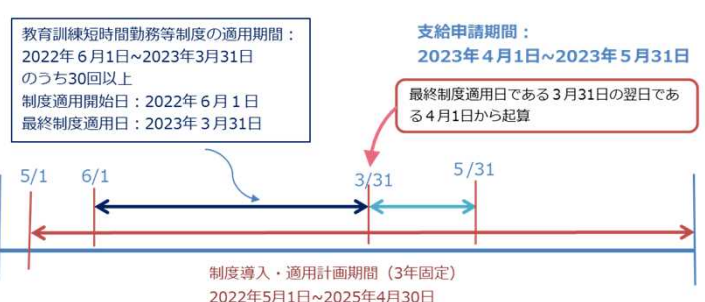 教育訓練短時間勤務等制度の適用期間：
2022年６月1日~2023年3月31日
のうち30回以上
制度適用開始日：2022年６月１日
最終制度適用日：2023年３月31日
支給申請期間：
2023年４月1日~2023年５月31日
最終制度適用日である３月31日の翌日であ
る４月1日から起算
5/1
6/1
3/31
5/31
制度導入・適用計画期間（3年固定）
2022年5月1日~2025年4月30日